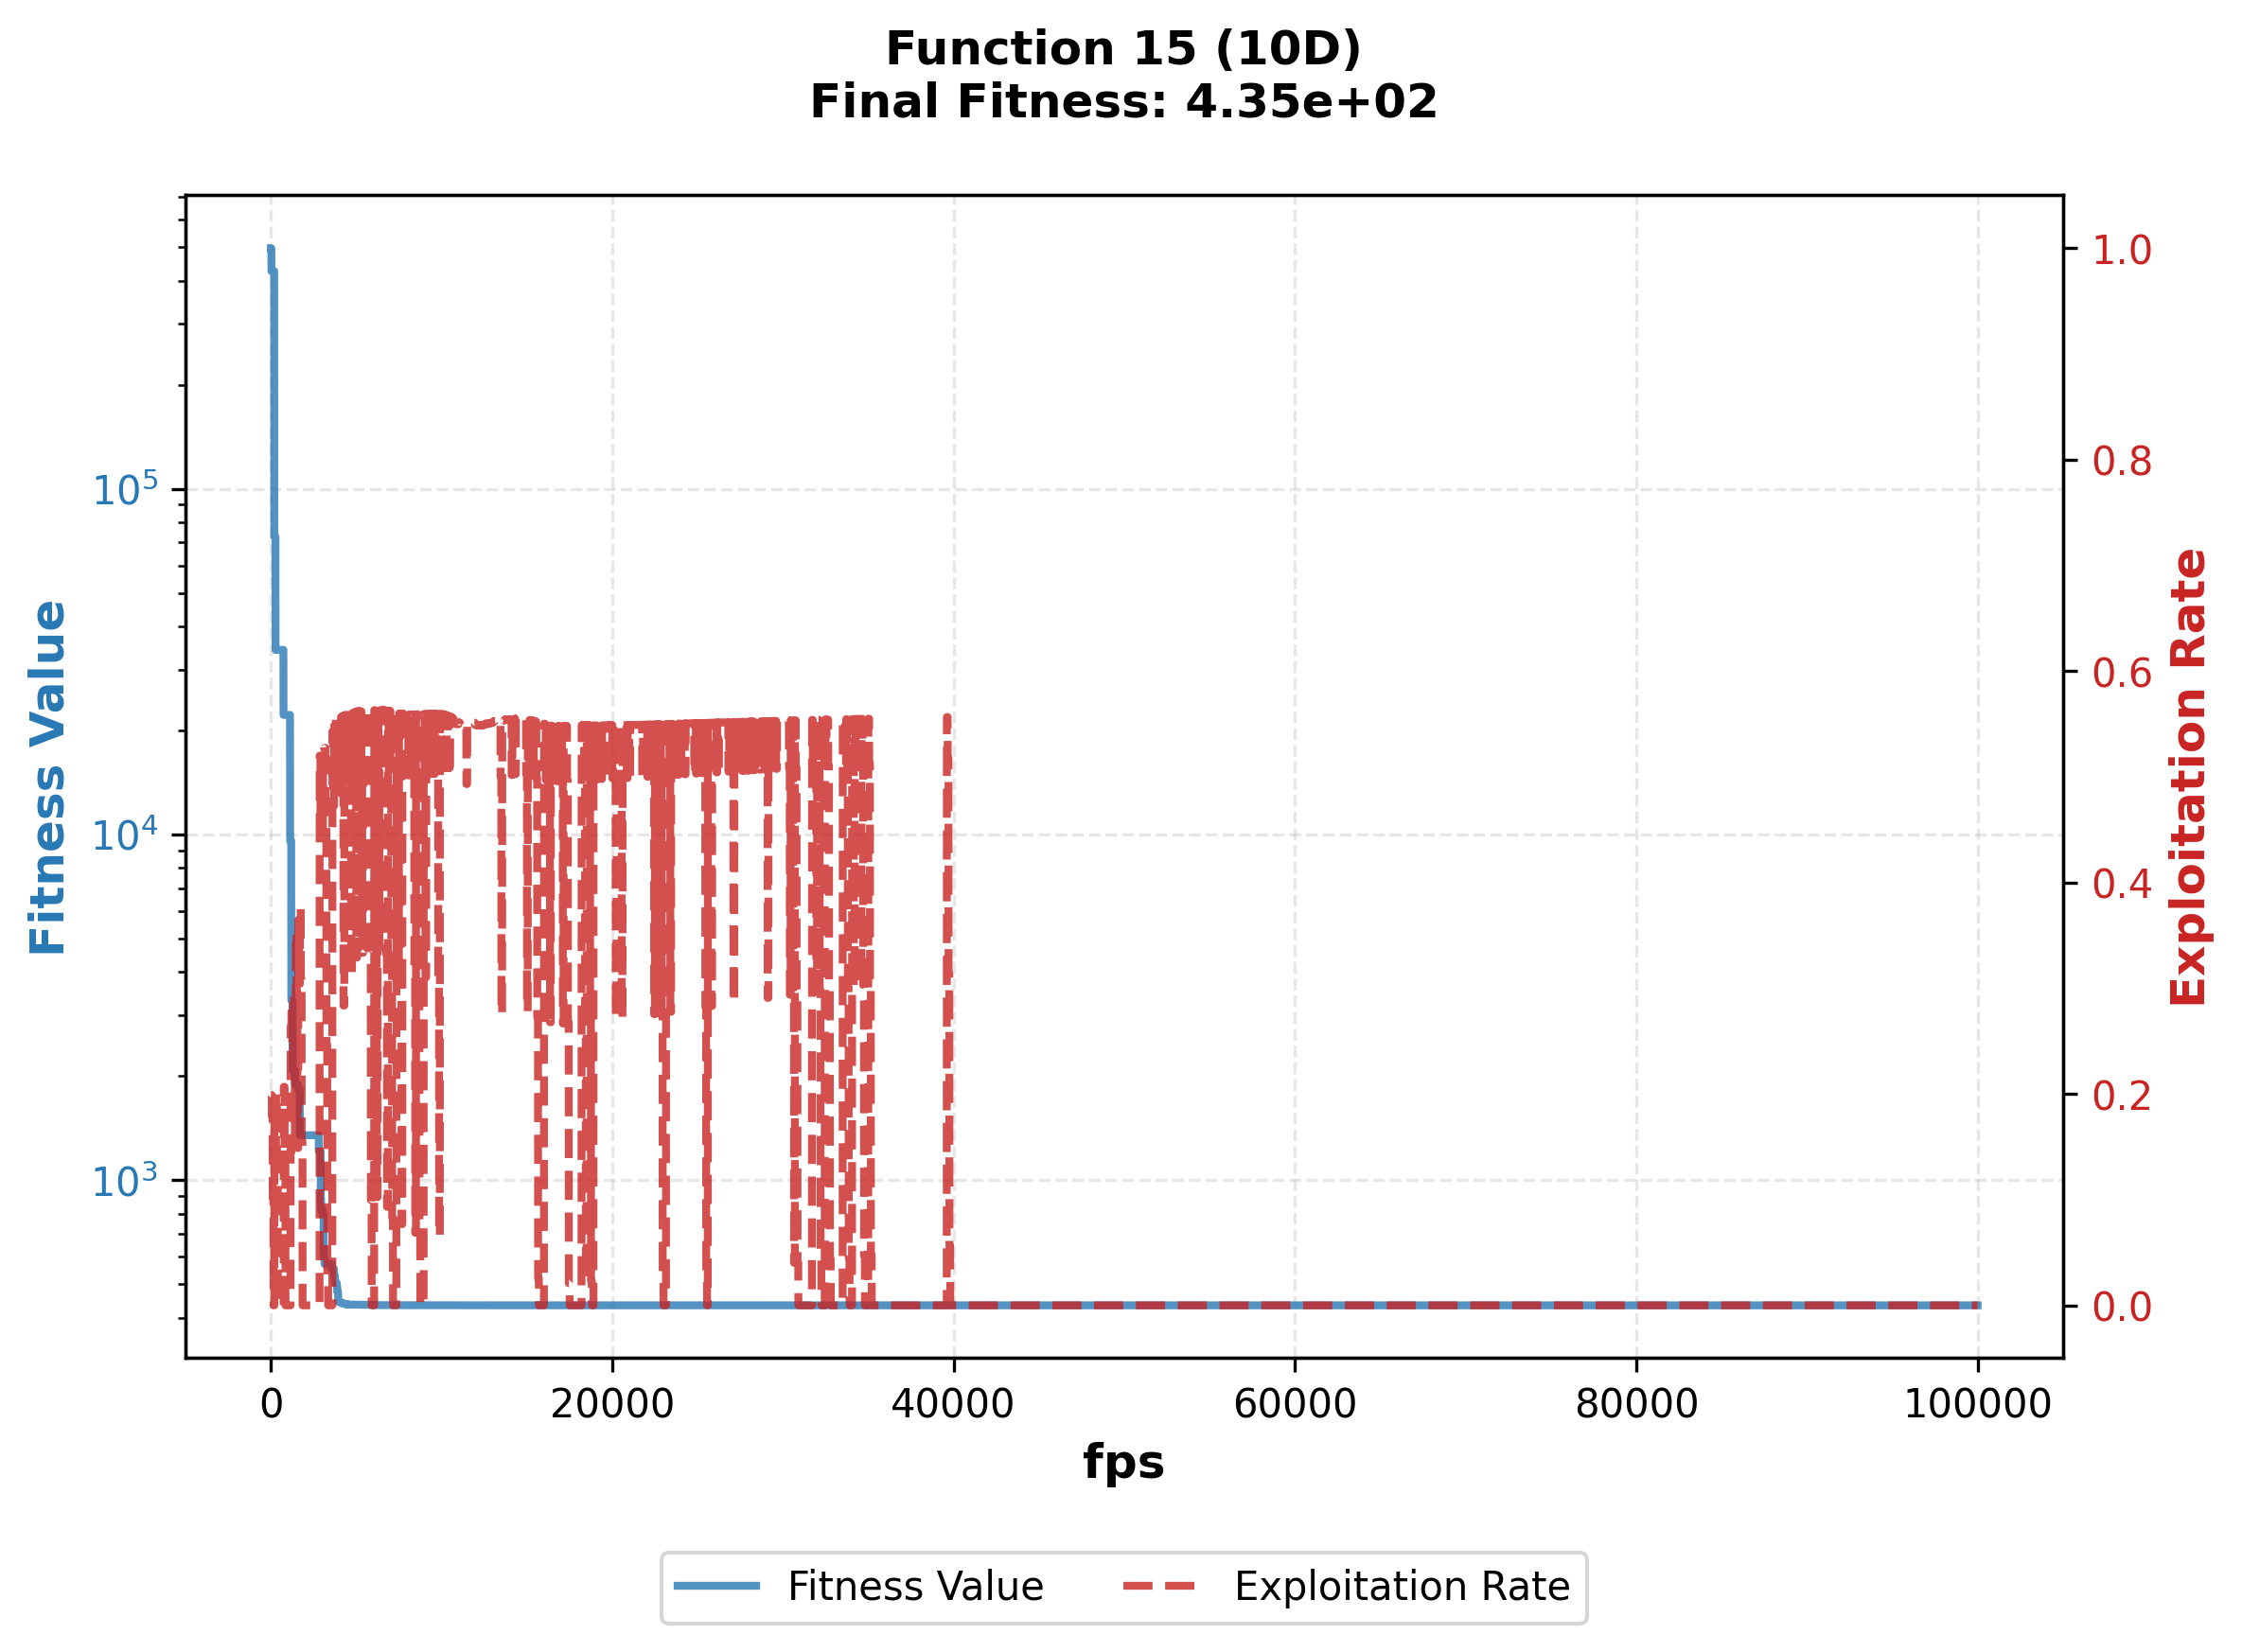 Function 15 (10D)
Final Fitness: 4.35e+02
Fitness Value
10^5
10^4
10^3
1.0
0.8
0.6
0.4
0.2
0.0
Exploitation Rate
0 20000 40000 60000 80000 100000
fps
Fitness Value Exploitation Rate